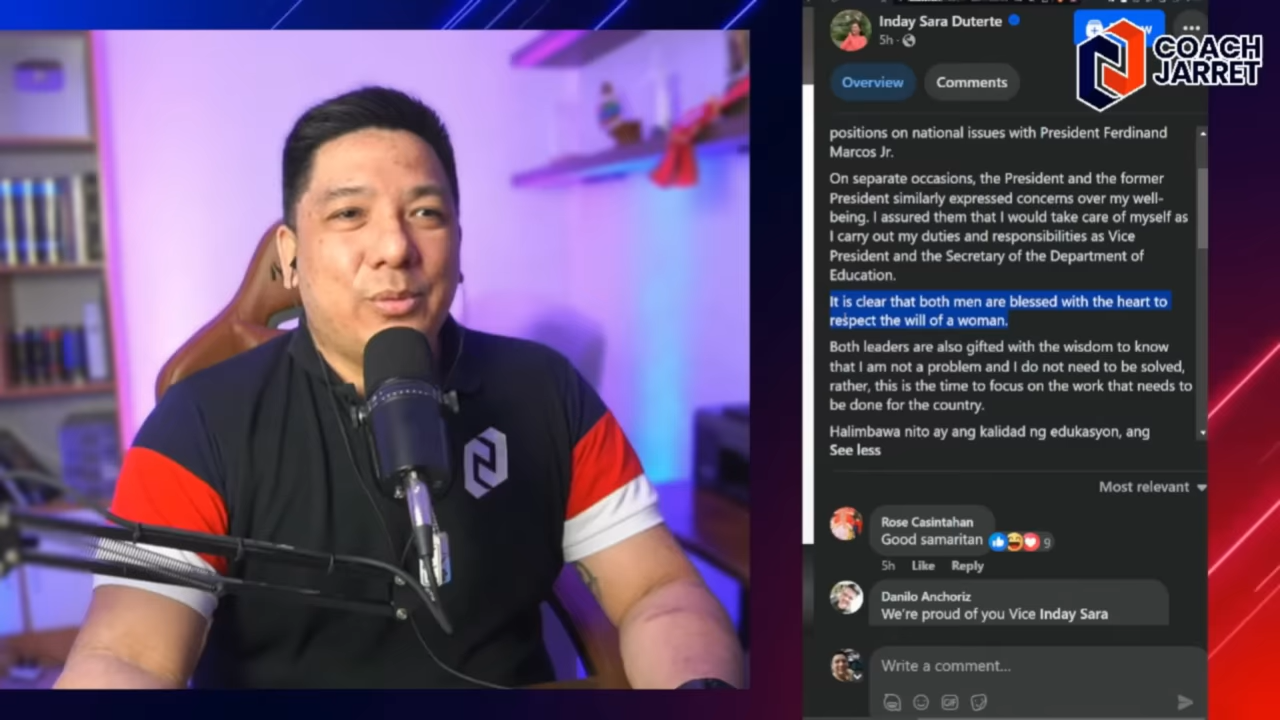 Inday Sara Duterte
5h
COACH
JARRET
Overview
Comments
positions on national issues with President Ferdinand
Marcos Jr.
On separate occasions, the President and the former
President similarly expressed concerns over my well-
being. I assured them that I would take care of myself as
I carry out my duties and responsibilities as Vice
President and the Secretary of the Department of
Education.
It is clear that both men are blessed with the heart to
respect the will of a woman.
Both leaders are also gifted with the wisdom to know
that I am not a problem and I do not need to be solved,
rather, this is the time to focus on the work that needs to
be done for the country.
Halimbawa nito ay ang kalidad ng edukasyon, ang
See less
Most relevant
Rose Casintahan
Good samaritan
9
5h Like Reply
Danilo Anchoriz
We're proud of you Vice Inday Sara
Write a comment...
GIF